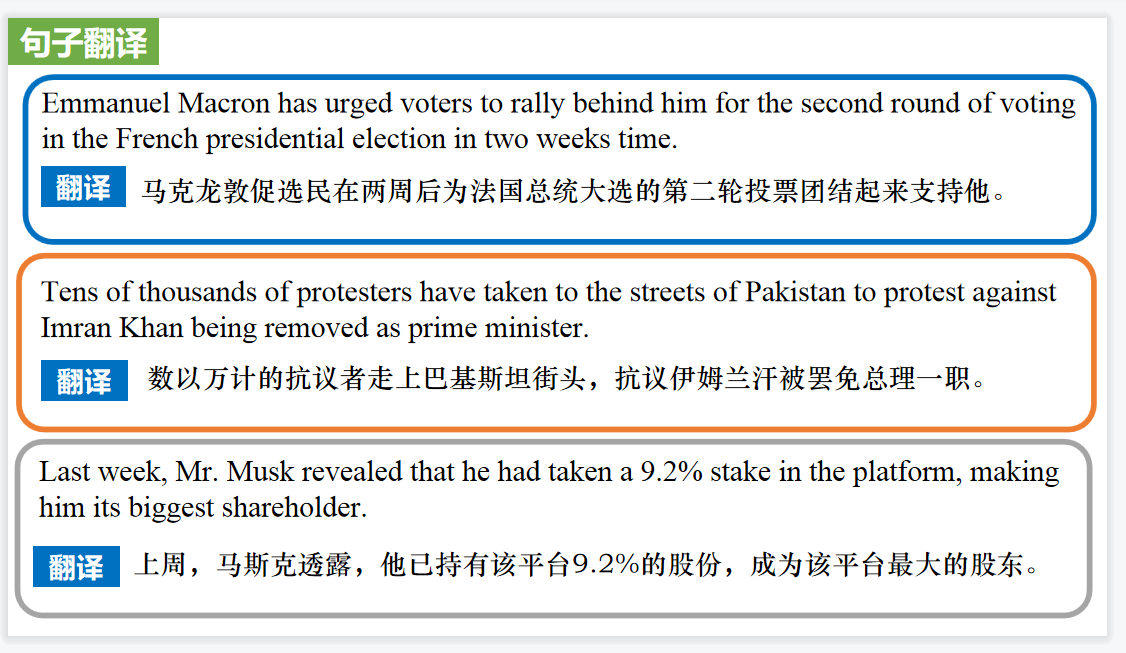 句子翻译
Emmanuel Macron has urged voters to rally behind him for the second round of voting
in the French presidential election in two weeks time.
翻译 马克龙敦促选民在两周后为法国总统大选的第二轮投票团结起来支持他。
Tens of thousands of protesters have taken to the streets of Pakistan to protest against
Imran Khan being removed as prime minister.
翻译 数以万计的抗议者走上巴基斯坦街头，抗议伊姆兰汗被罢免总理一职。
Last week, Mr. Musk revealed that he had taken a 9.2% stake in the platform, making
him its biggest shareholder.
翻译 上周，马斯克透露，他已持有该平台9.2%的股份，成为该平台最大的股东。